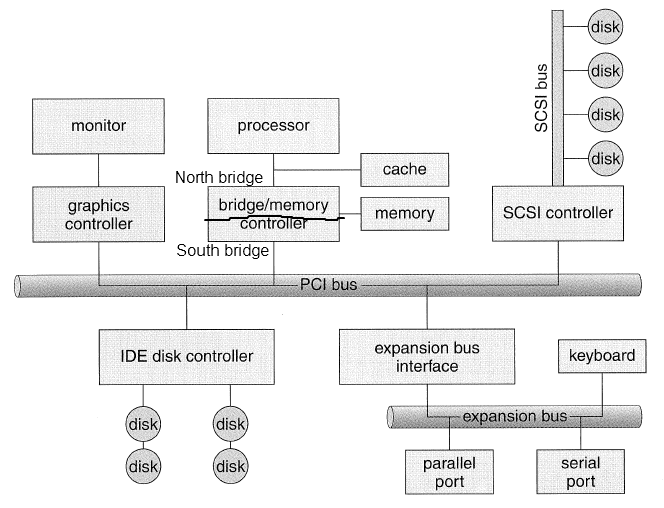 disk
disk
SCSI bus
disk
disk
monitor
processor
cache
North bridge
graphics
controller
bridge/memory
controller
memory
SCSI controller
South bridge
PCI bus
IDE disk controller
expansion bus
interface
keyboard
disk
disk
expansion bus
disk
disk
parallel
port
serial
port